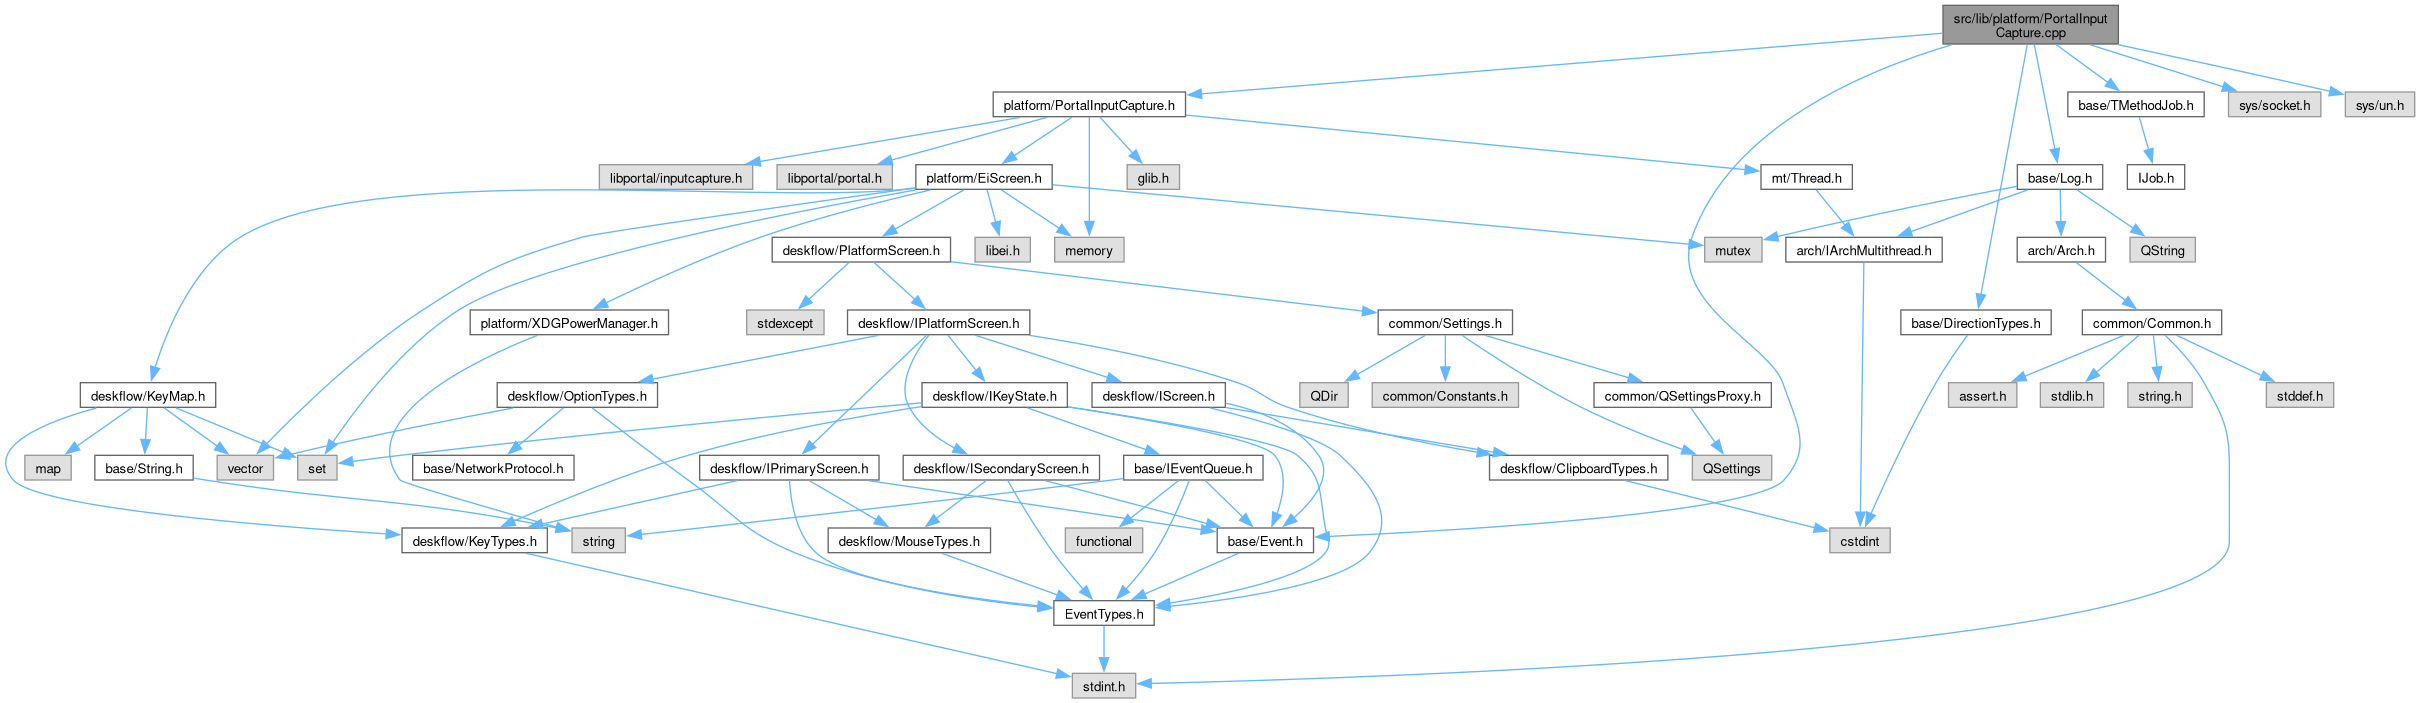 src/lib/platform/PortalInput
Capture.cpp
platform/PortalInputCapture.h
base/TMethodJob.h
sys/socket.h
sys/un.h
libportal/inputcapture.h
libportal/portal.h
platform/EiScreen.h
glib.h
mt/Thread.h
base/Log.h
IJob.h
deskflow/PlatformScreen.h
libei.h
memory
mutex
arch/IArchMultithread.h
arch/Arch.h
QString
platform/XDGPowerManager.h
stdexcept
deskflow/IPlatformScreen.h
common/Settings.h
base/DirectionTypes.h
common/Common.h
deskflow/KeyMap.h
deskflow/OptionTypes.h
deskflow/IKeyState.h
deskflow/IScreen.h
QDir
common/Constants.h
common/QSettingsProxy.h
assert.h
stdlib.h
string.h
stddef.h
map
base/String.h
vector
set
base/NetworkProtocol.h
deskflow/IPrimaryScreen.h
deskflow/ISecondaryScreen.h
base/IEventQueue.h
deskflow/ClipboardTypes.h
QSettings
deskflow/KeyTypes.h
string
deskflow/MouseTypes.h
functional
base/Event.h
cstdint
EventTypes.h
stdint.h